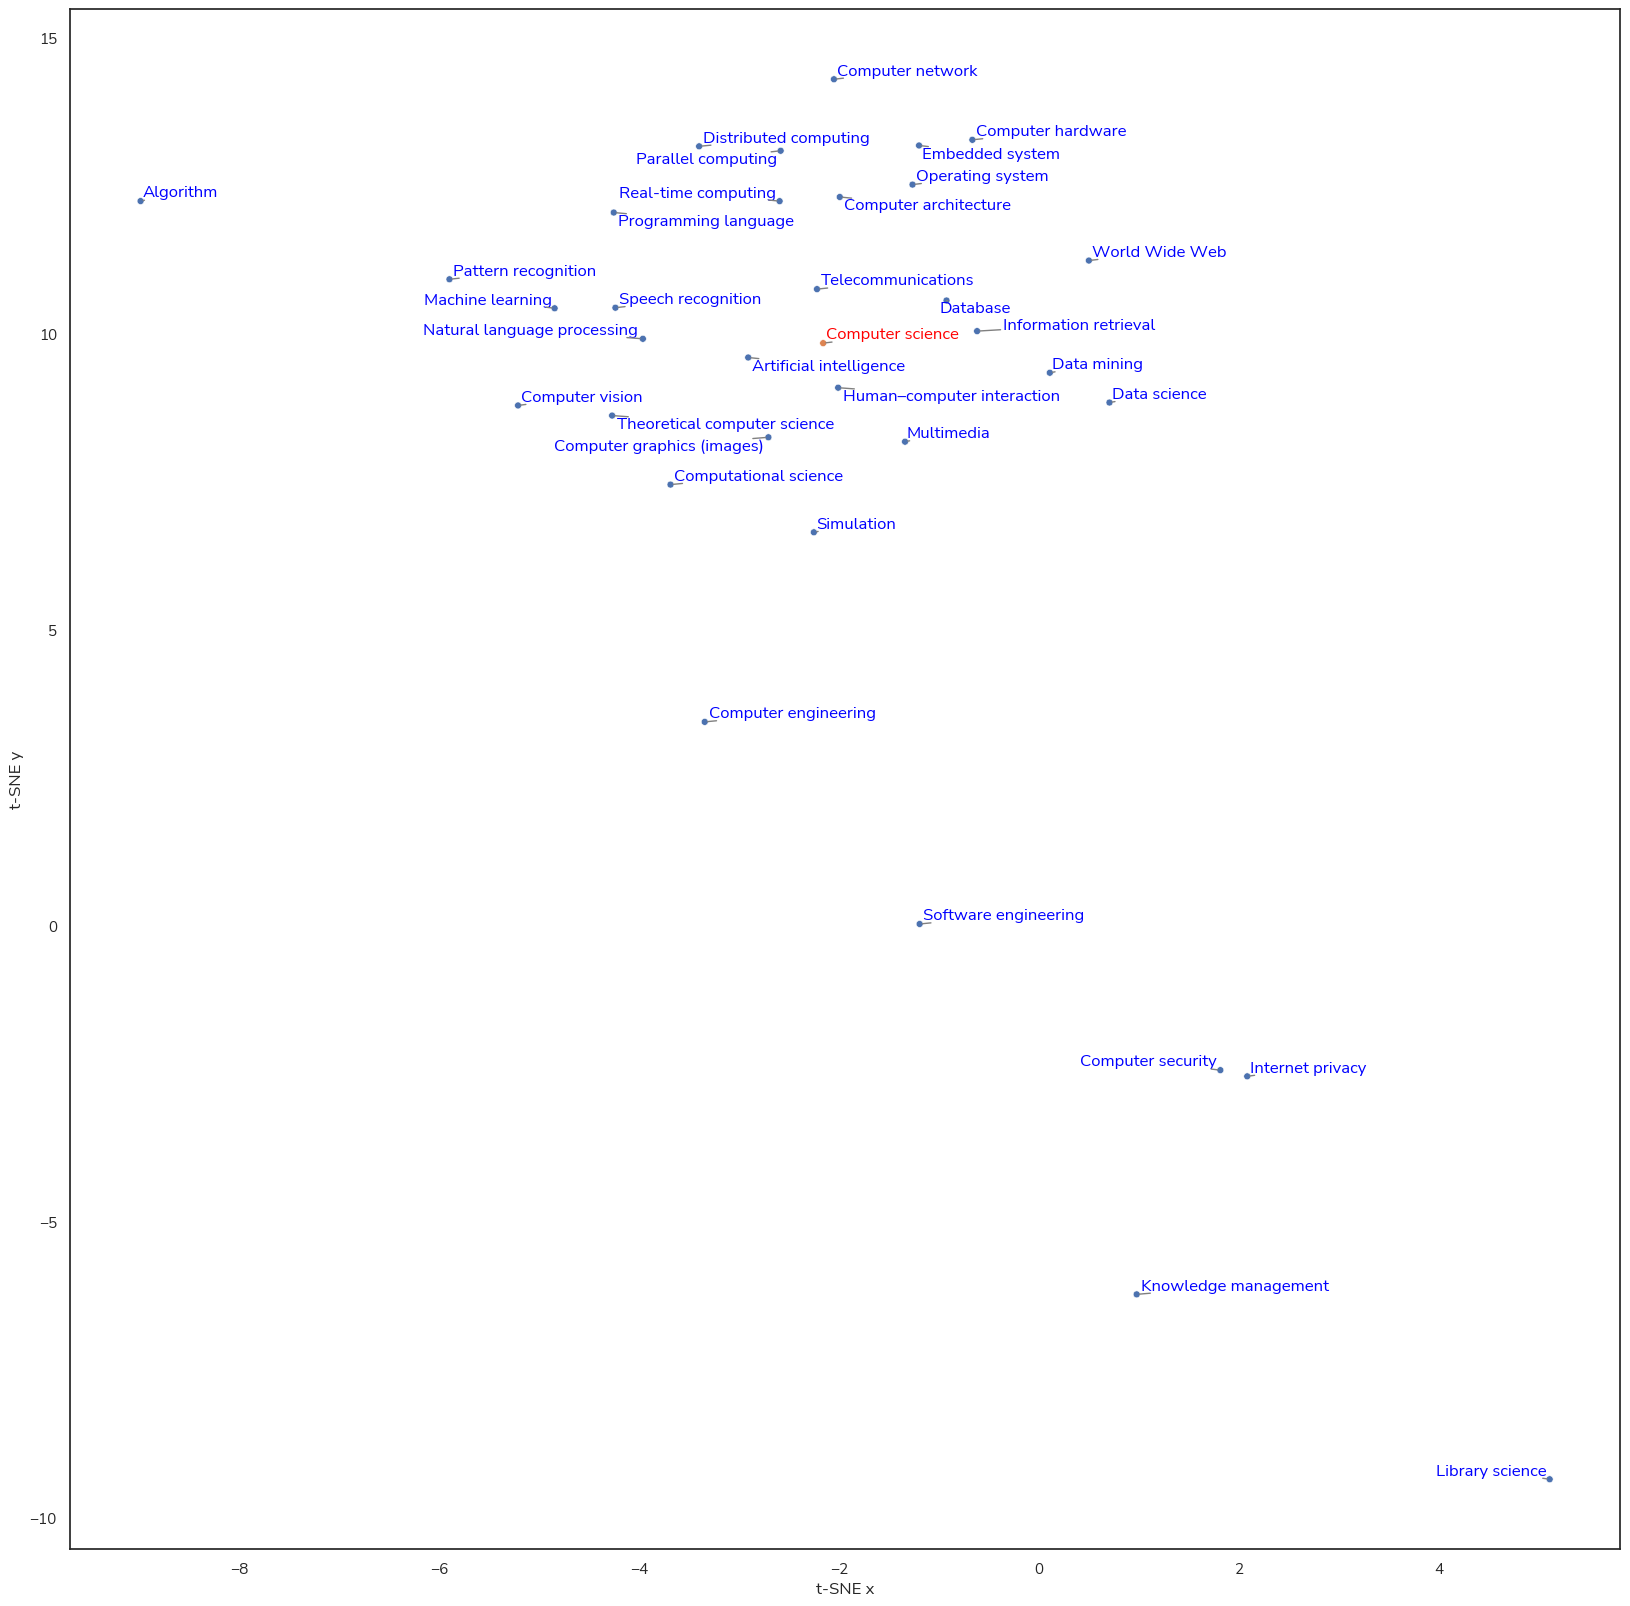 15
Computer network
Computer hardware
Distributed computing
Embedded system
Parallel computing
Operating system
Algorithm
Real-time computing
Computer architecture
Programming language
World Wide Web
Pattern recognition
Telecommunications
Machine learning
Speech recognition
Database
Information retrieval
Natural language processing
10
Computer science
Artificial intelligence
Data mining
Human–computer interaction
Data science
Computer vision
Theoretical computer science
Multimedia
Computer graphics (images)
Computational science
Simulation
5
Computer engineering
t-SNE y
Software engineering
0
Computer security
Internet privacy
−5
Knowledge management
Library science
−10
−8 −6 −4 −2 0 2 4
t-SNE x